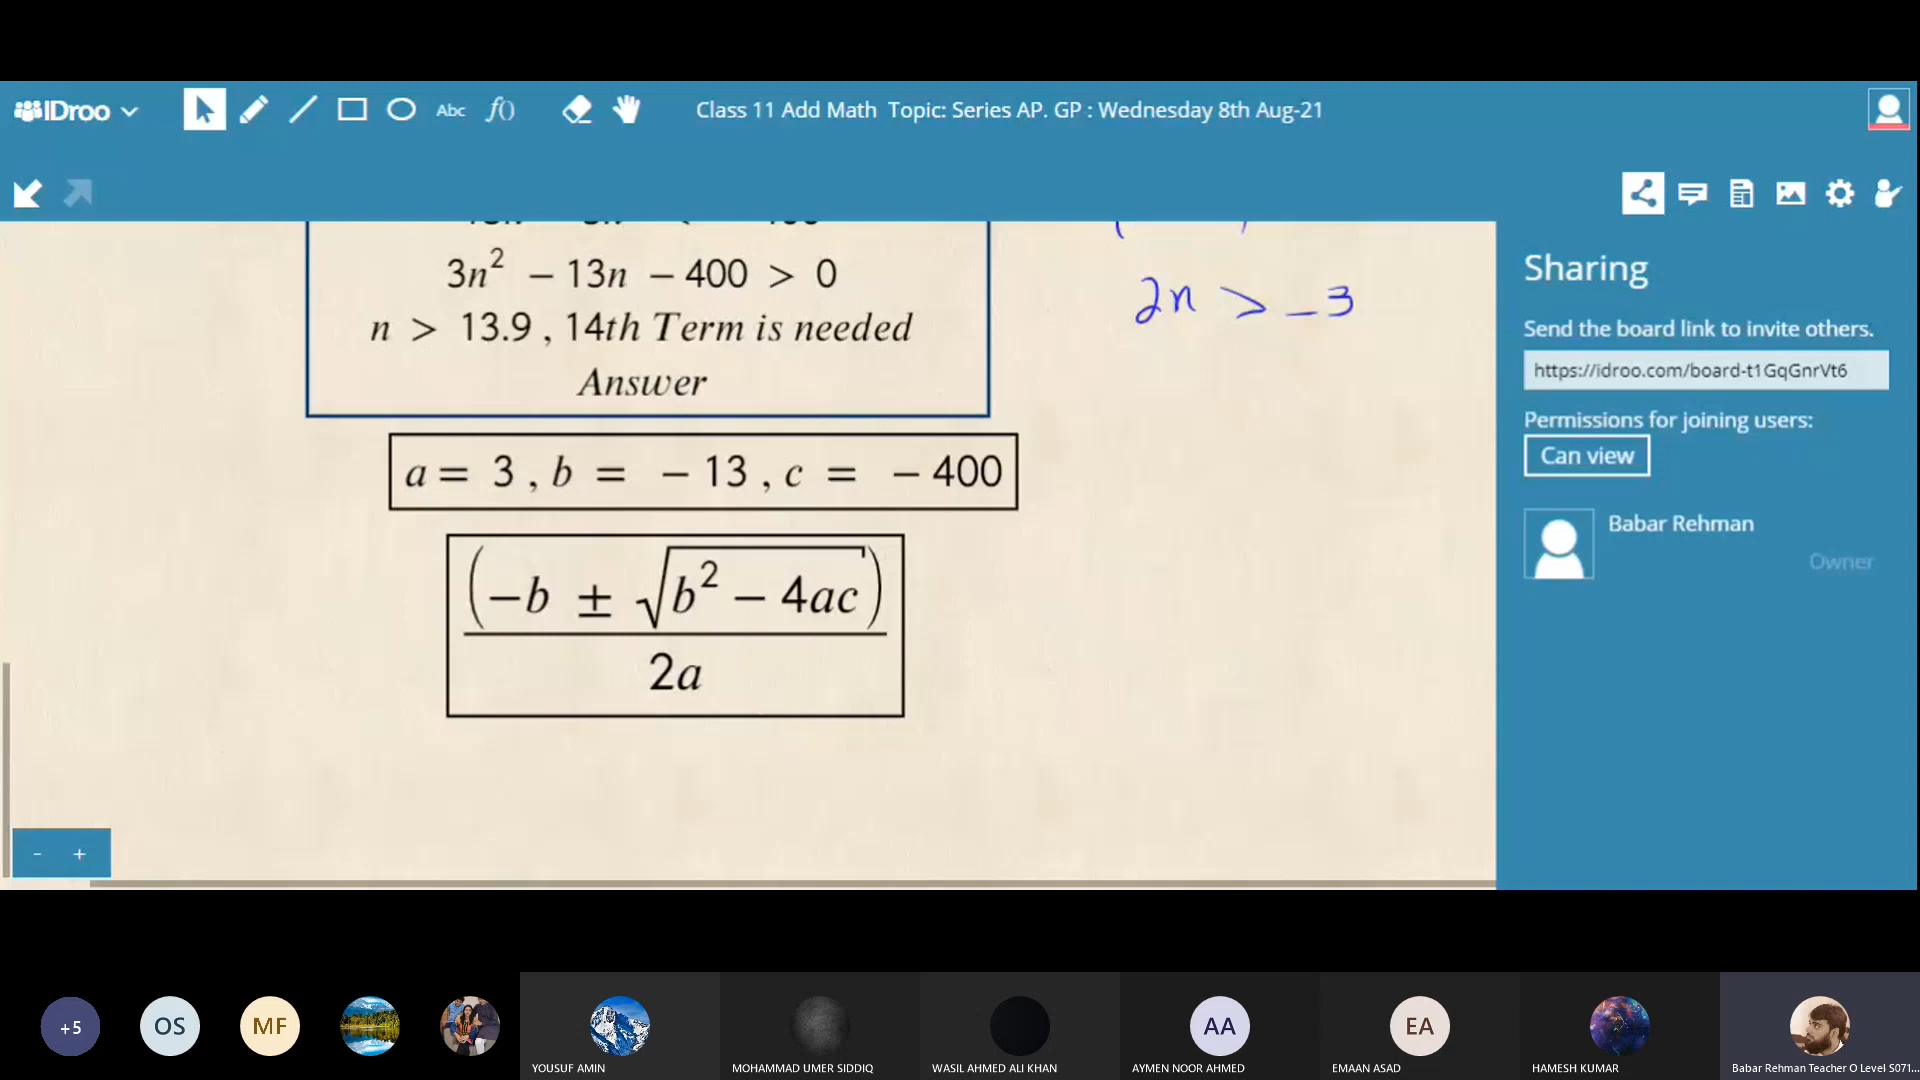 IDroo
Abc
f()
Class 11 Add Math Topic: Series AP. GP : Wednesday 8th Aug-21
3n² − 13n − 400 > 0
n > 13.9 , 14th Term is needed
Answer
2n > −3
a = 3 , b = − 13 , c = − 400
(−b ± √b² − 4ac)
2a
- +
Sharing
Send the board link to invite others.
https://idroo.com/board-t1GqGnrVt6
Permissions for joining users:
Can view
Babar Rehman
Owner
+5
OS
MF
AA
EA
YOUSUF AMIN
MOHAMMAD UMER SIDDIQ
WASIL AHMED ALI KHAN
AYMEN NOOR AHMED
EMAAN ASAD
HAMESH KUMAR
Babar Rehman Teacher O Level S071...